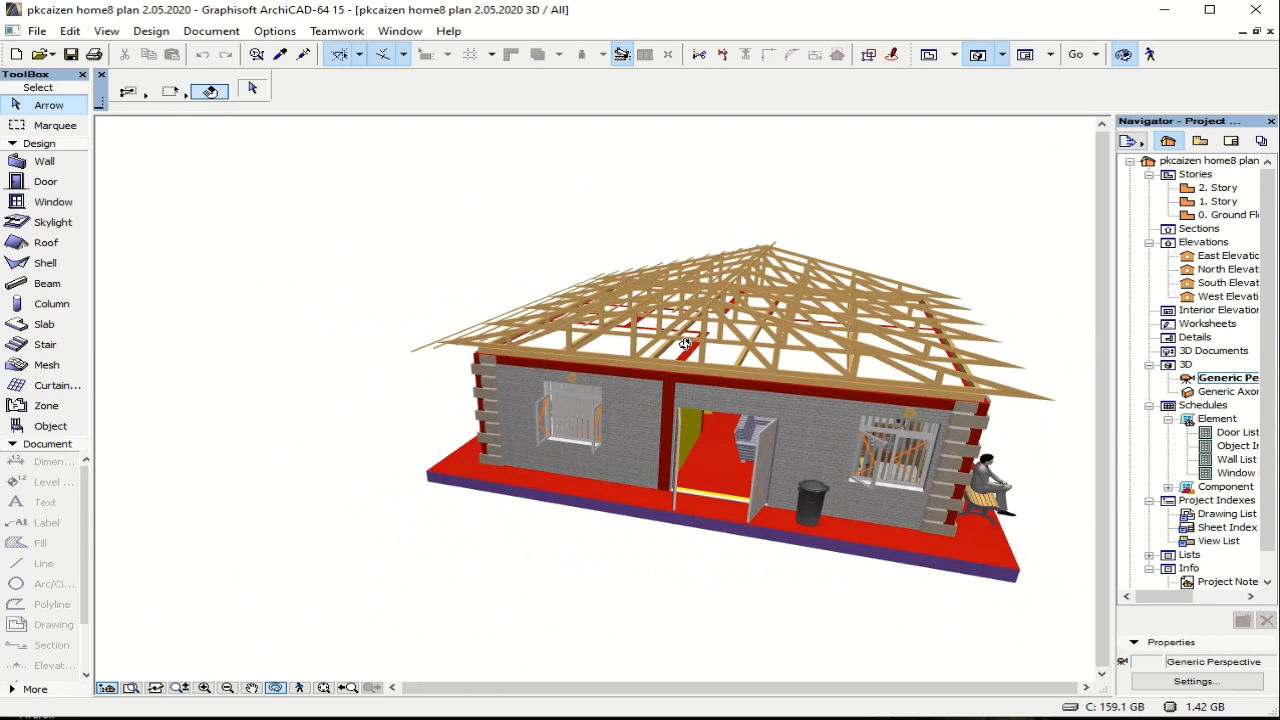 pkcaizen home8 plan 2.05.2020 - Graphisoft ArchiCAD-64 15 - [pkcaizen home8 plan 2.05.2020 3D / All]
File Edit View Design Document Options Teamwork Window Help
Go
ToolBox
Select
Arrow
Marquee
Design
Wall
Door
Window
Skylight
Roof
Shell
Beam
Column
Slab
Stair
Mesh
Curtain...
Zone
Object
Document
Dimen...
Level ...
Text
Label
Fill
Line
Arc/Ci...
Polyline
Drawing
Section
Elevat...
More
Navigator - Project ...
pkcaizen home8 plan
Stories
2. Story
1. Story
0. Ground Fl
Sections
Elevations
East Elevatio
North Elevat
South Elevat
West Elevati
Interior Elevation
Worksheets
Details
3D Documents
3D
Generic Pe
Generic Axon
Schedules
Element
Door List
Object In
Wall List
Window
Component
Project Indexes
Drawing List
Sheet Index
View List
Lists
Info
Project Note
Properties
Generic Perspective
Settings...
C: 159.1 GB 1.42 GB